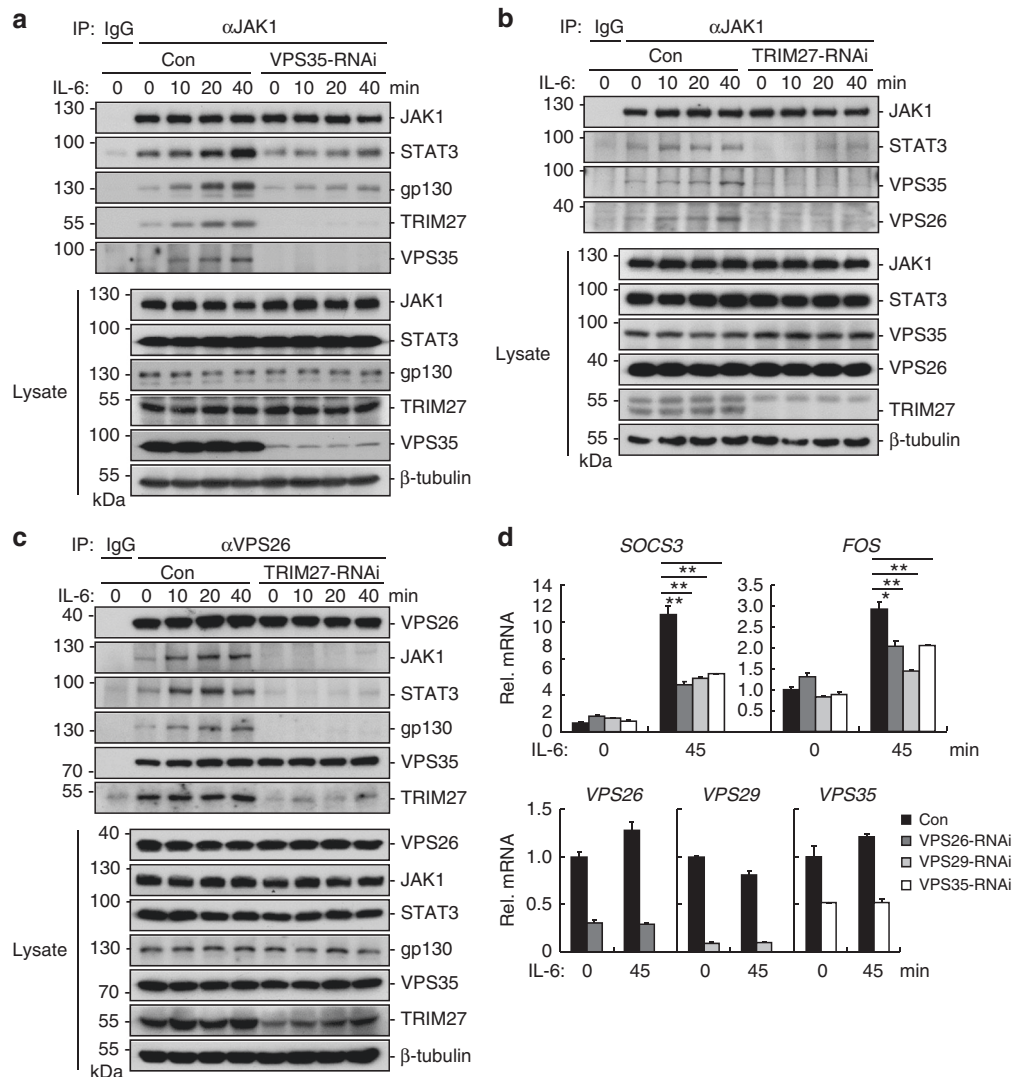 a
IP: IgG αJAK1
Con VPS35-RNAi
IL-6: 0 0 10 20 40 0 10 20 40 min
130 JAK1
100 STAT3
130 gp130
55 TRIM27
100 VPS35
Lysate
130 JAK1
100 STAT3
130 gp130
55 TRIM27
100 VPS35
55 β-tubulin
kDa
b
IP: IgG αJAK1
Con TRIM27-RNAi
IL-6: 0 0 10 20 40 0 10 20 40 min
130 JAK1
100 STAT3
100 VPS35
40 VPS26
Lysate
130 JAK1
100 STAT3
100 VPS35
40 VPS26
55 TRIM27
55 β-tubulin
kDa
c
IP: IgG αVPS26
Con TRIM27-RNAi
IL-6: 0 0 10 20 40 0 10 20 40 min
40 VPS26
130 JAK1
100 STAT3
130 gp130
70 VPS35
55 TRIM27
Lysate
40 VPS26
130 JAK1
100 STAT3
130 gp130
70 VPS35
55 TRIM27
55 β-tubulin
kDa
d
SOCS3
Rel. mRNA
14
12
10
8
6
4
2
0
**
**
**
IL-6: 0 45
FOS
3.5
3.0
2.5
2.0
1.5
1.0
0.5
**
**
*
0 45 min
VPS26 VPS29 VPS35
Rel. mRNA
1.5
1.0
0.5
0
IL-6: 0 45 0 45 0 45 min
Con
VPS26-RNAi
VPS29-RNAi
VPS35-RNAi